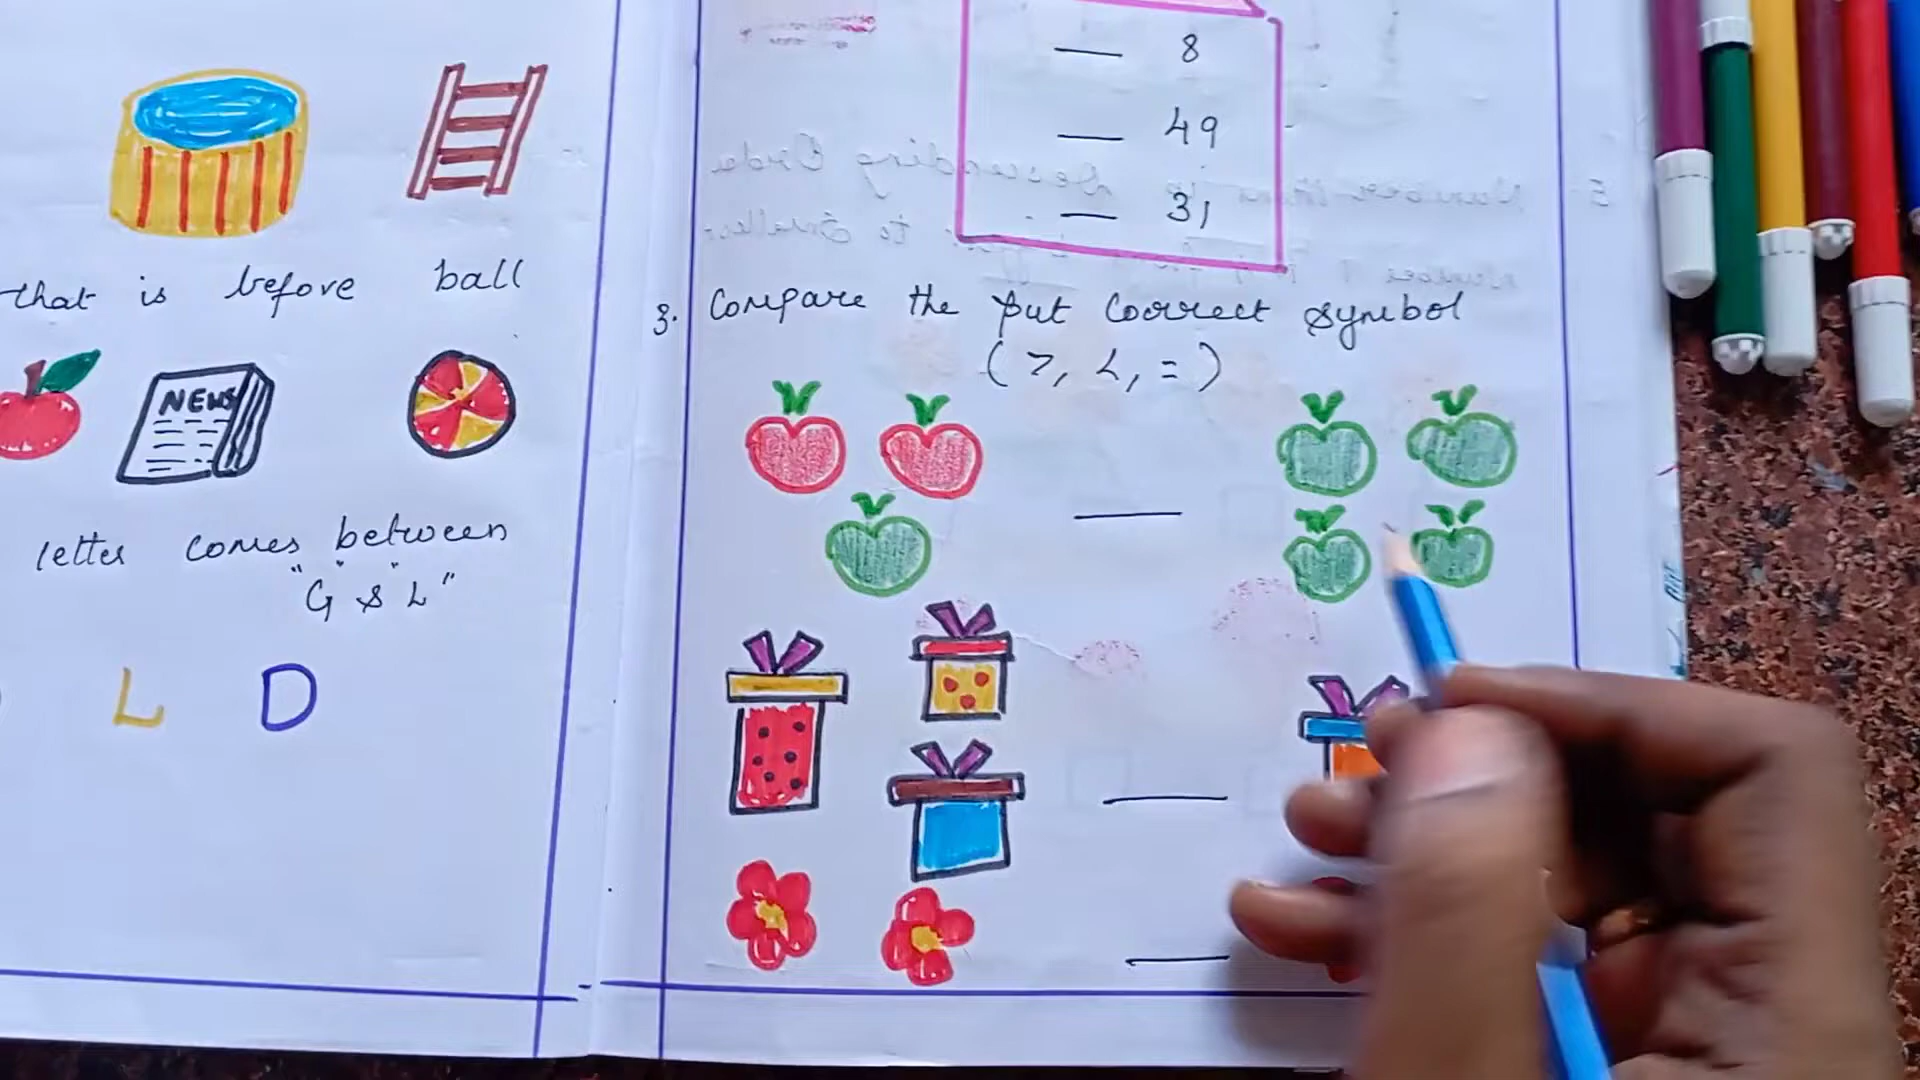 that is before ball
NEWS
letter comes between
"G" & "L"
L D
— 8
— 49
— 31
3. Compare the put correct symbol
( >, <, = )